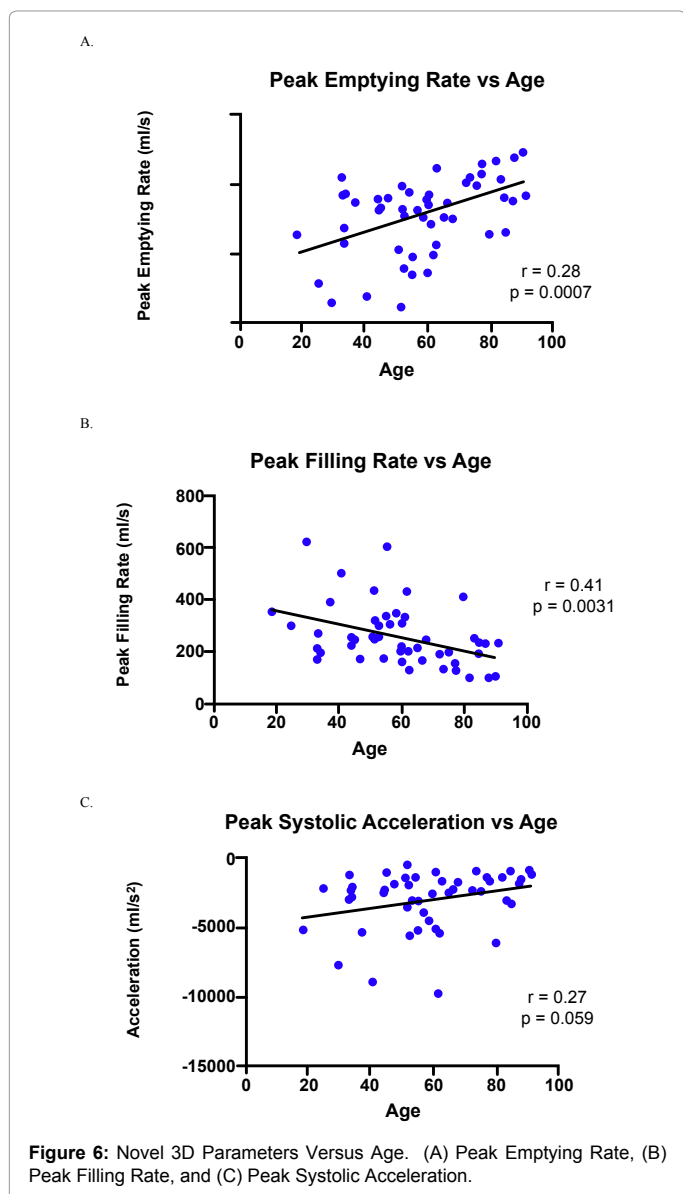 A.
Peak Emptying Rate vs Age
Peak Emptying Rate (ml/s)
r = 0.28
p = 0.0007
0 20 40 60 80 100
Age
B.
Peak Filling Rate vs Age
Peak Filling Rate (ml/s)
800
600
400
200
0
r = 0.41
p = 0.0031
0 20 40 60 80 100
Age
C.
Peak Systolic Acceleration vs Age
Acceleration (ml/s²)
0
-5000
-10000
-15000
r = 0.27
p = 0.059
20 40 60 80 100
Age
Figure 6: Novel 3D Parameters Versus Age. (A) Peak Emptying Rate, (B)
Peak Filling Rate, and (C) Peak Systolic Acceleration.